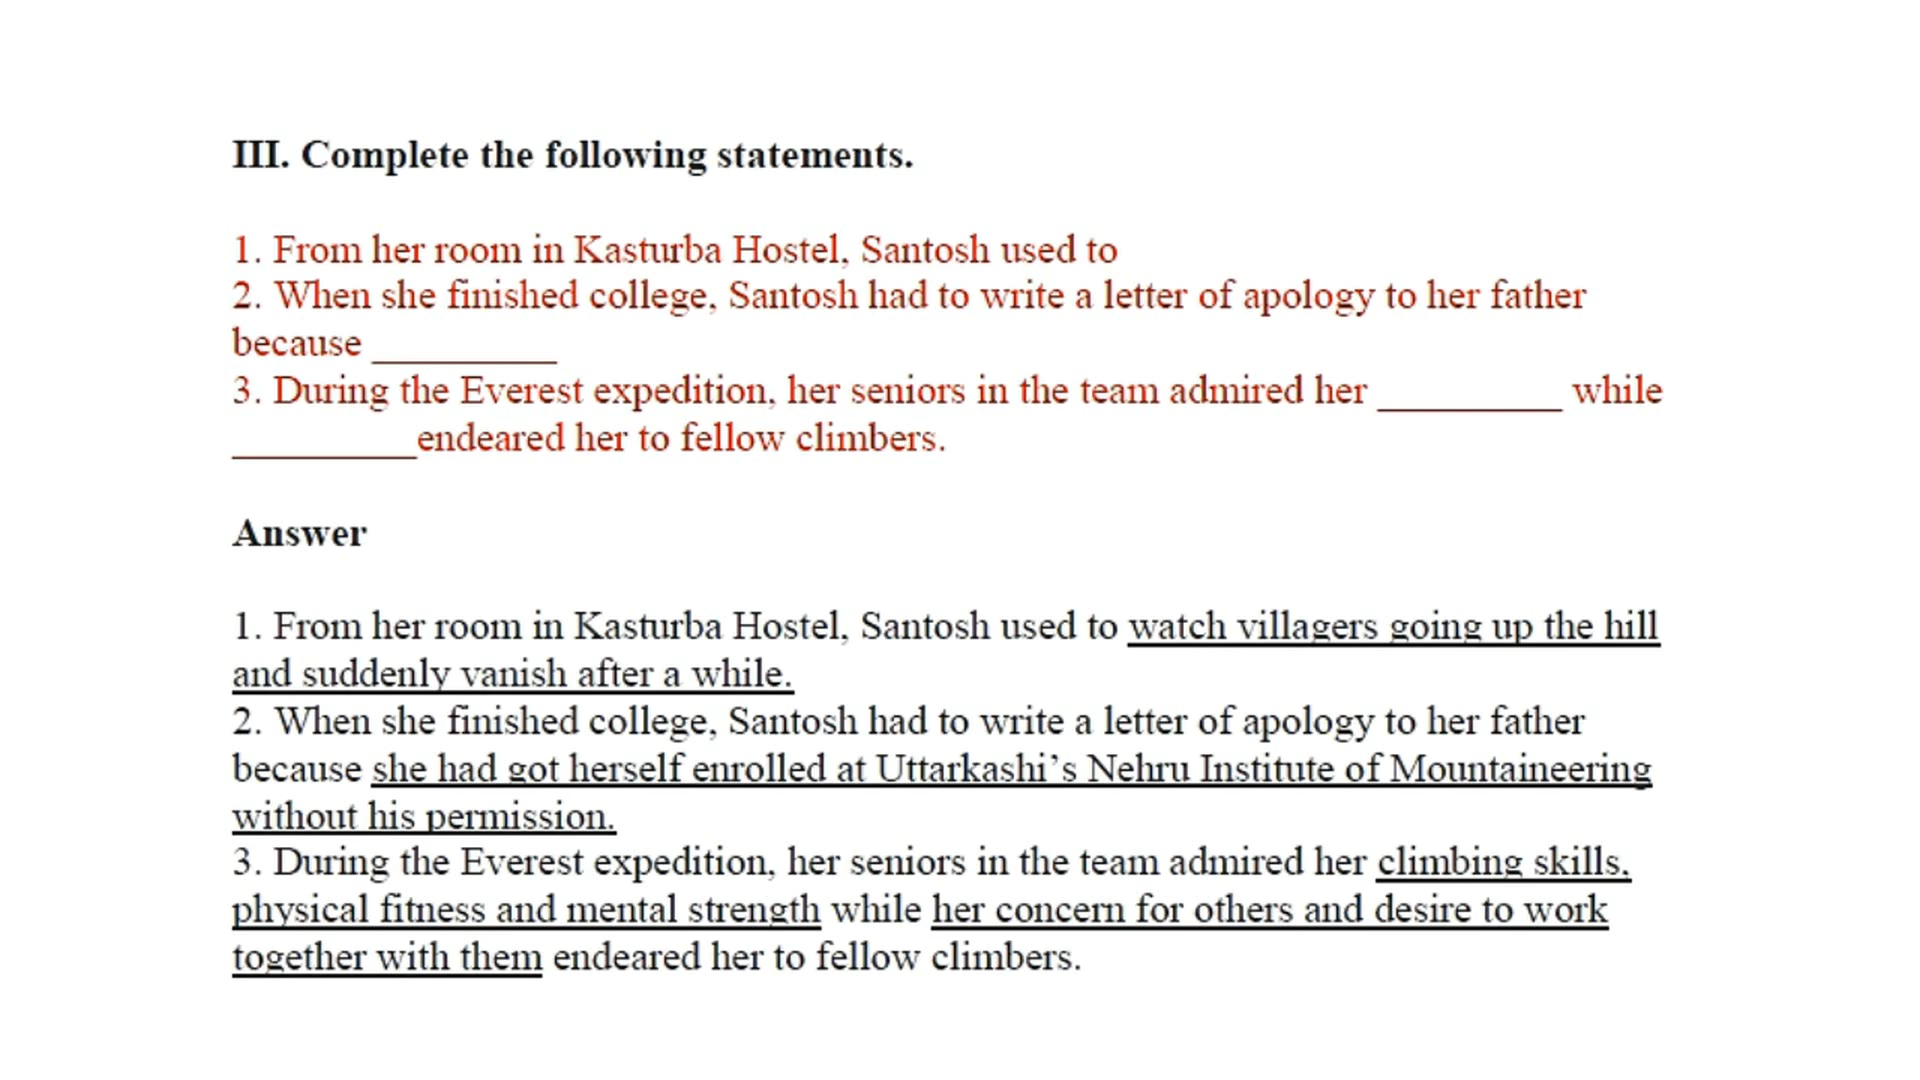 III. Complete the following statements.
1. From her room in Kasturba Hostel, Santosh used to
2. When she finished college, Santosh had to write a letter of apology to her father
because _________
3. During the Everest expedition, her seniors in the team admired her _________ while
_________endeared her to fellow climbers.
Answer
1. From her room in Kasturba Hostel, Santosh used to watch villagers going up the hill
and suddenly vanish after a while.
2. When she finished college, Santosh had to write a letter of apology to her father
because she had got herself enrolled at Uttarkashi’s Nehru Institute of Mountaineering
without his permission.
3. During the Everest expedition, her seniors in the team admired her climbing skills,
physical fitness and mental strength while her concern for others and desire to work
together with them endeared her to fellow climbers.